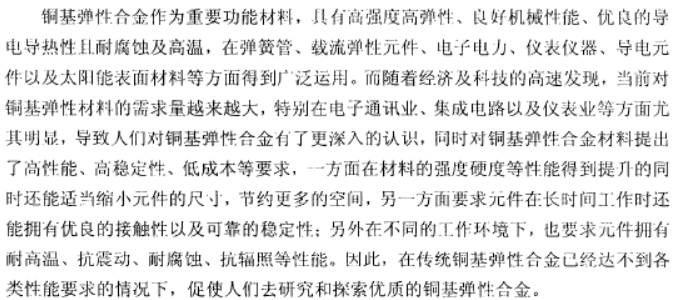 铜基弹性合金作为重要功能材料，具有高强度高弹性、良好机械性能、优良的导
电导热性且耐腐蚀及高温，在弹簧管、载流弹性元件、电子电力、仪表仪器、导电元
件以及太阳能表面材料等方面得到广泛运用。而随着经济及科技的高速发现，当前对
铜基弹性材料的需求量越来越大，特别在电子通讯业、集成电路以及仪表业等方面尤
其明显，导致人们对铜基弹性合金有了更深入的认识，同时对铜基弹性合金材料提出
了高性能、高稳定性、低成本等要求，一方面在材料的强度硬度等性能得到提升的同
时还能适当缩小元件的尺寸，节约更多的空间，另一方面要求元件在长时间工作时还
能拥有优良的接触性以及可靠的稳定性；另外在不同的工作环境下，也要求元件拥有
耐高温、抗震动、耐腐蚀、抗辐照等性能。因此，在传统铜基弹性合金已经达不到各
类性能要求的情况下，促使人们去研究和探索优质的铜基弹性合金。